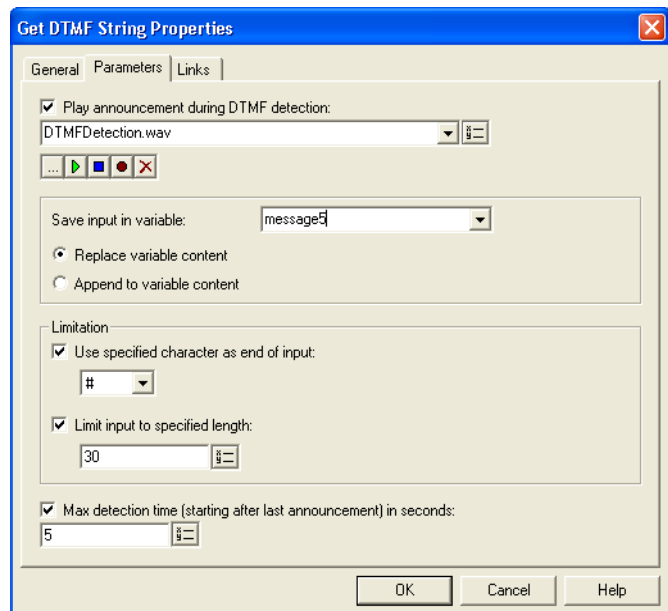 Get DTMF String Properties
General Parameters Links
Play announcement during DTMF detection:
DTMFDetection.wav
...
Save input in variable: message5
Replace variable content
Append to variable content
Limitation
Use specified character as end of input:
#
Limit input to specified length:
30
Max detection time (starting after last announcement) in seconds:
5
OK Cancel Help